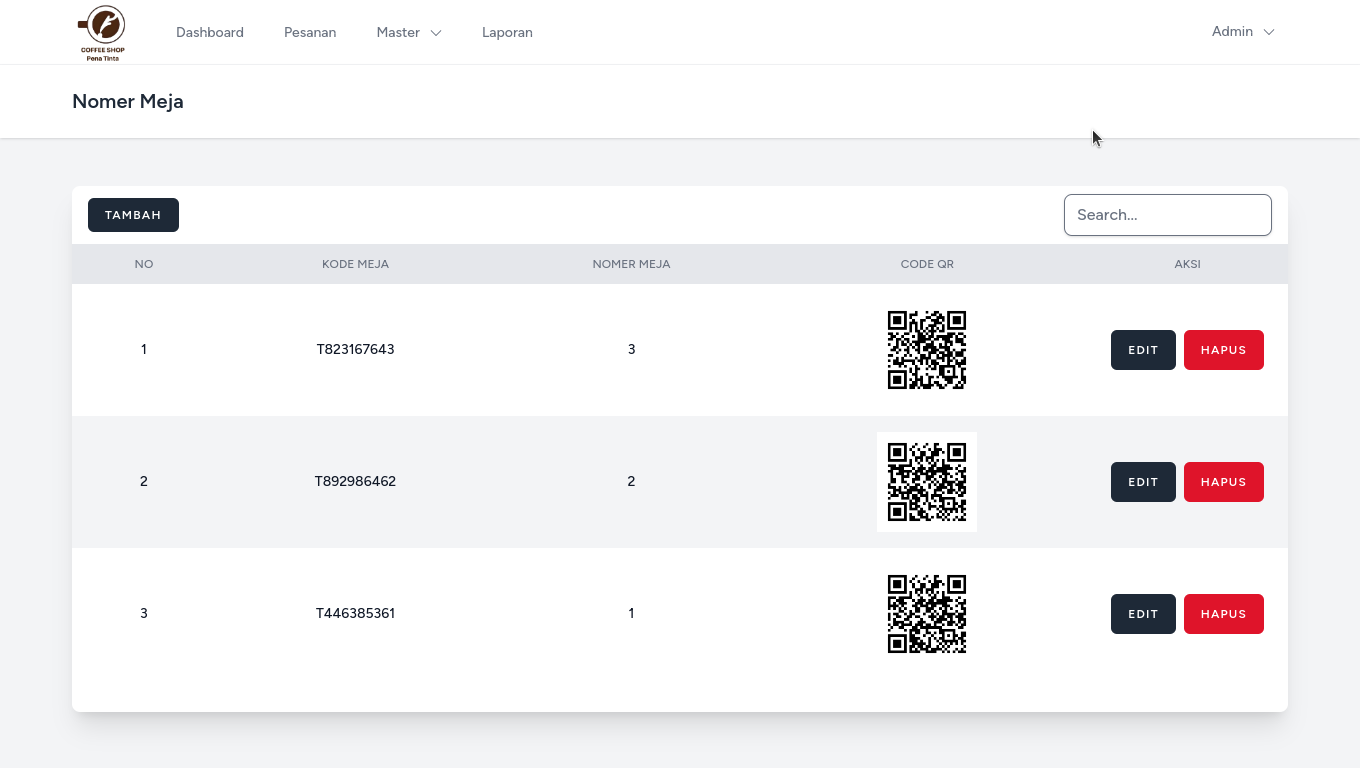 COFFEE SHOP
Pena Tinta
Dashboard Pesanan Master Laporan Admin
Nomer Meja
TAMBAH Search...
NO KODE MEJA NOMER MEJA CODE QR AKSI
1 T823167643 3 EDIT HAPUS
2 T892986462 2 EDIT HAPUS
3 T446385361 1 EDIT HAPUS